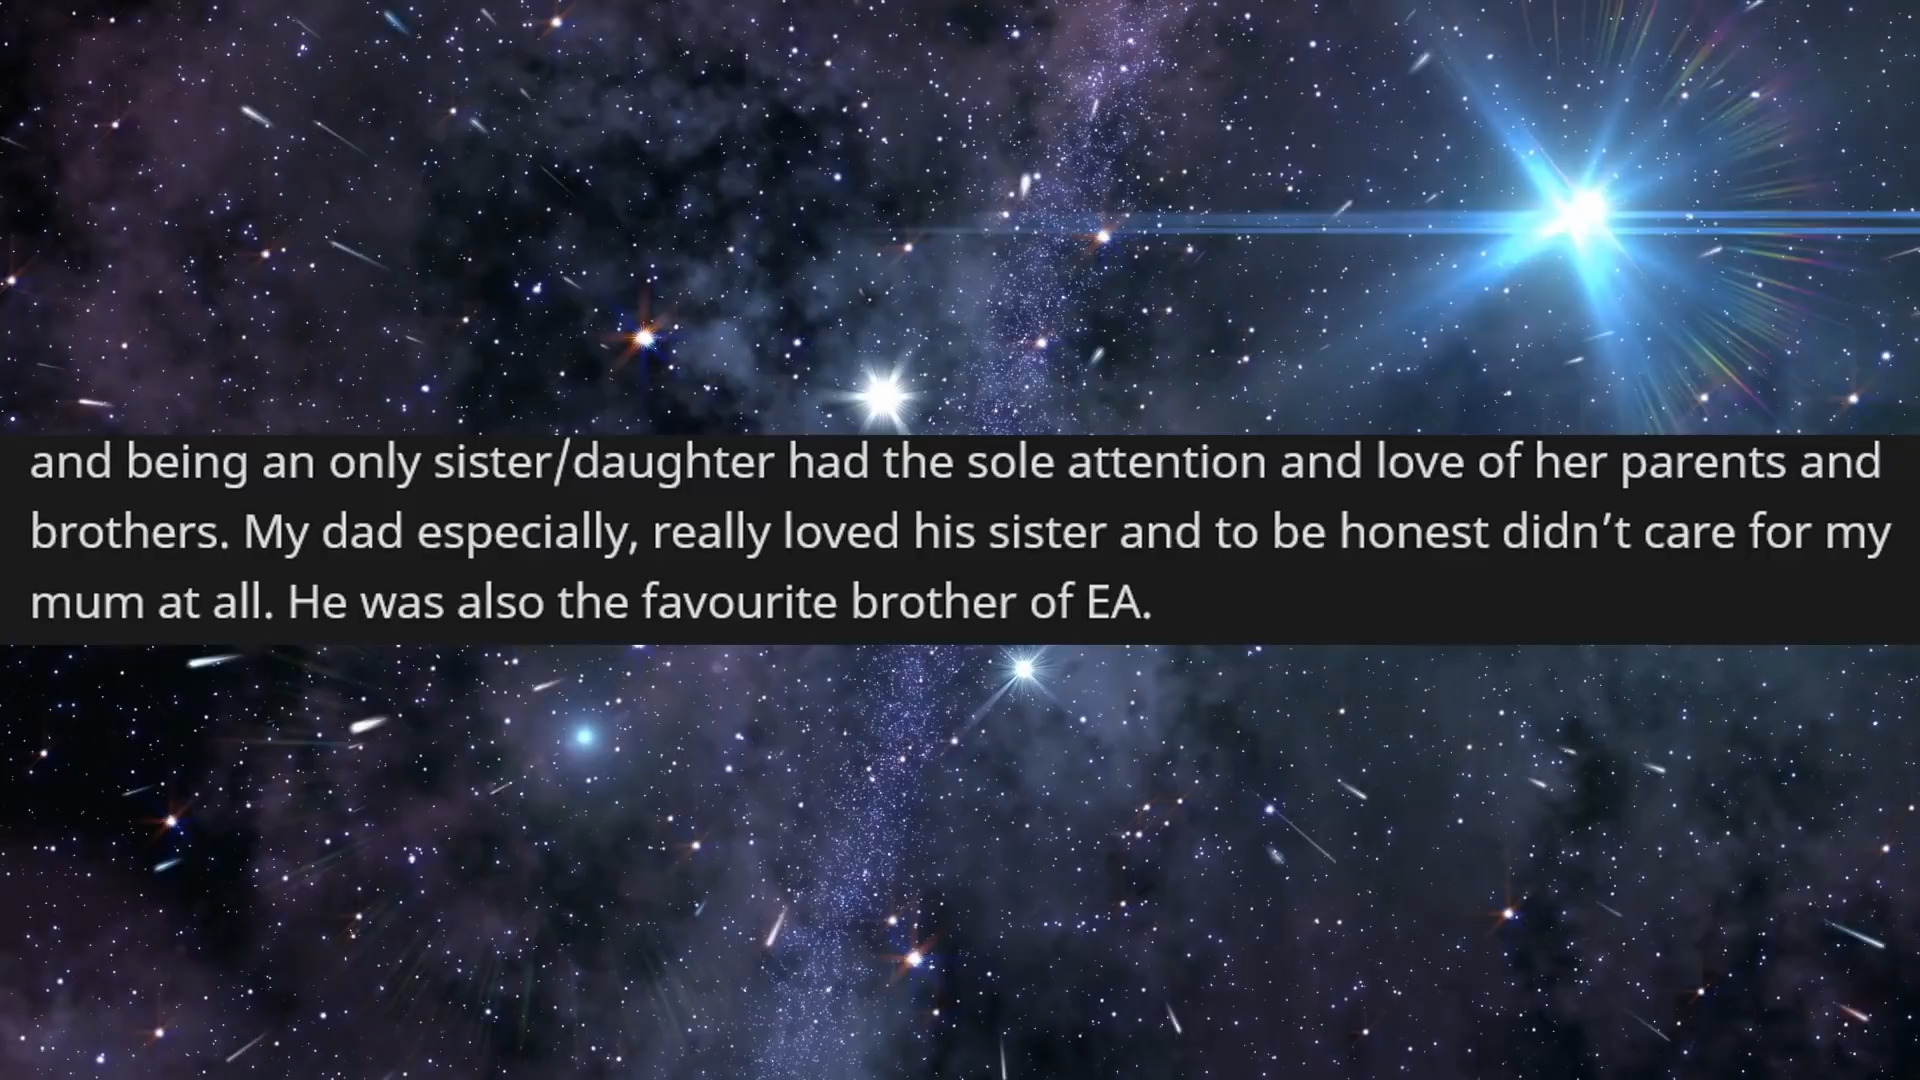 and being an only sister/daughter had the sole attention and love of her parents and
brothers. My dad especially, really loved his sister and to be honest didn’t care for my
mum at all. He was also the favourite brother of EA.